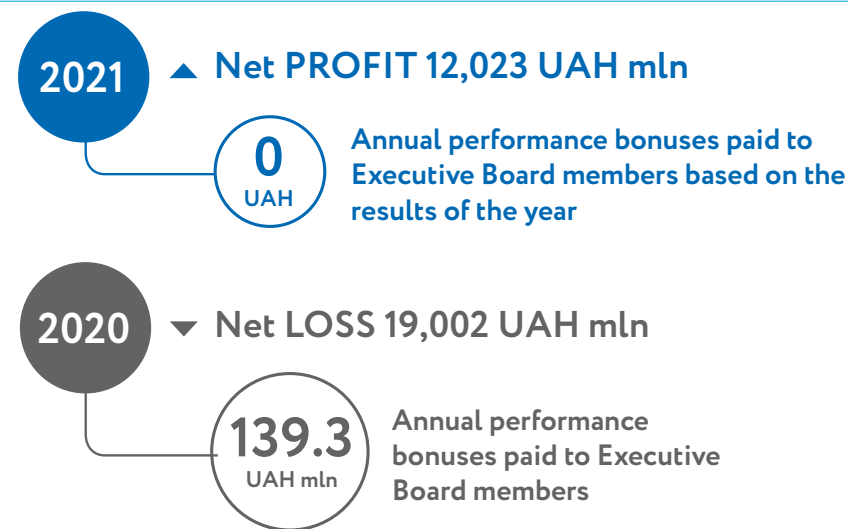 2021
Net PROFIT 12,023 UAH mln
0
UAH
Annual performance bonuses paid to
Executive Board members based on the
results of the year
2020
Net LOSS 19,002 UAH mln
139.3
UAH mln
Annual performance
bonuses paid to Executive
Board members